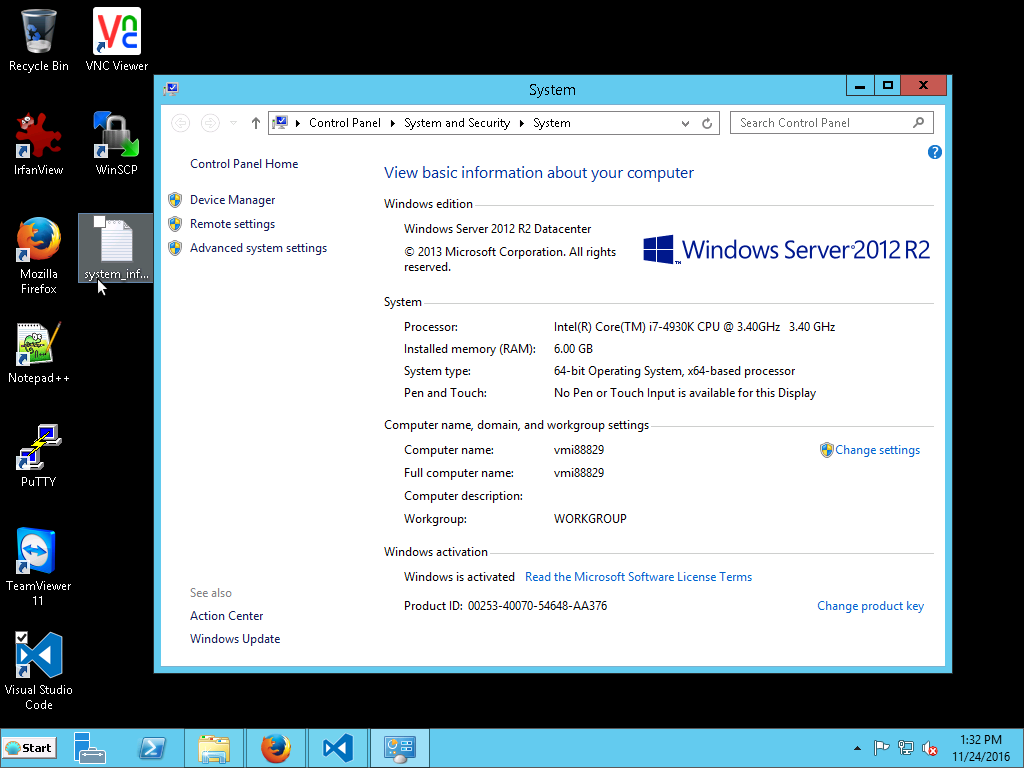 Recycle Bin
VNC Viewer
IrfanView
WinSCP
Mozilla
Firefox
system_inf...
Notepad++
PuTTY
TeamViewer
11
Visual Studio
Code
System
Control Panel
System and Security
System
Search Control Panel
Control Panel Home
Device Manager
Remote settings
Advanced system settings
See also
Action Center
Windows Update
View basic information about your computer
Windows edition
Windows Server 2012 R2 Datacenter
© 2013 Microsoft Corporation. All rights
reserved.
Windows Server 2012 R2
System
Processor: Intel(R) Core(TM) i7-4930K CPU @ 3.40GHz 3.40 GHz
Installed memory (RAM): 6.00 GB
System type: 64-bit Operating System, x64-based processor
Pen and Touch: No Pen or Touch Input is available for this Display
Computer name, domain, and workgroup settings
Computer name: vmi88829 Change settings
Full computer name: vmi88829
Computer description:
Workgroup: WORKGROUP
Windows activation
Windows is activated Read the Microsoft Software License Terms
Product ID: 00253-40070-54648-AA376 Change product key
Start
1:32 PM
11/24/2016